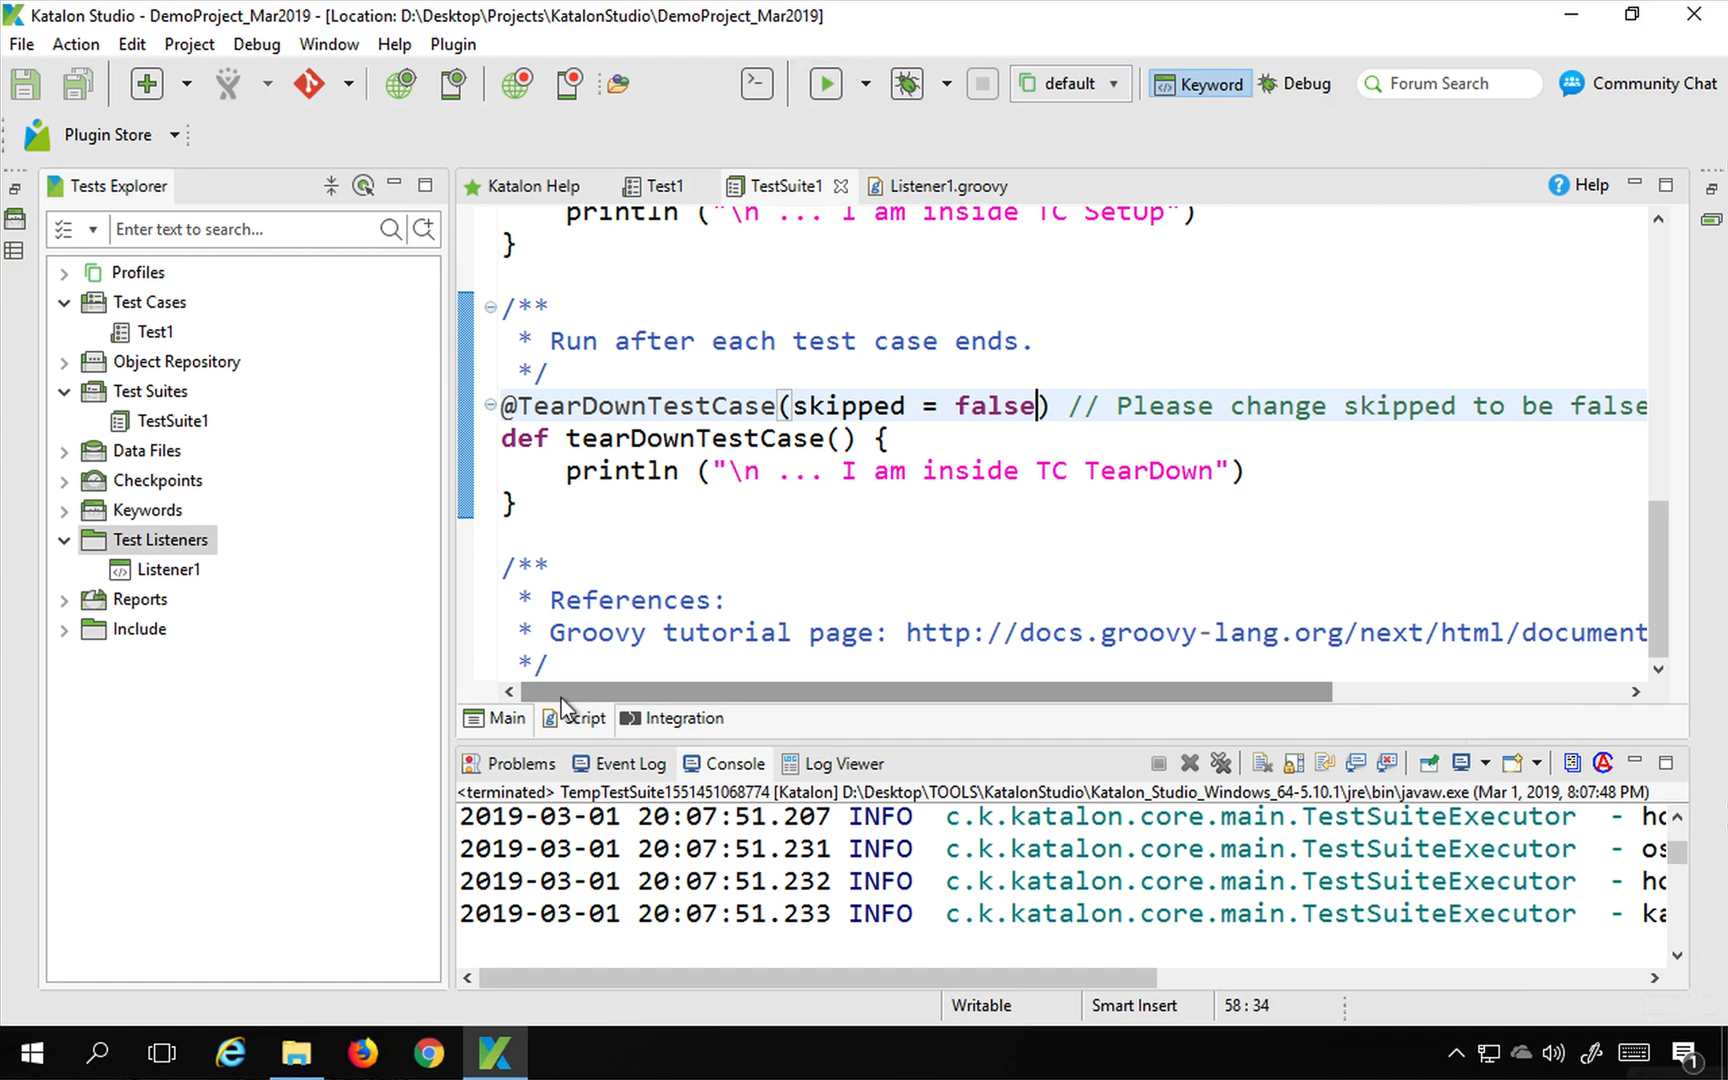 Katalon Studio - DemoProject_Mar2019 - [Location: D:\Desktop\Projects\KatalonStudio\DemoProject_Mar2019]
File Action Edit Project Debug Window Help Plugin
default Keyword Debug Forum Search Community Chat
Plugin Store
Tests Explorer
Enter text to search...
Profiles
Test Cases
Test1
Object Repository
Test Suites
TestSuite1
Data Files
Checkpoints
Keywords
Test Listeners
Listener1
Reports
Include
Katalon Help Test1 TestSuite1 Listener1.groovy Help
println ("\n ... I am inside TC SetUp")
}
/**
* Run after each test case ends.
*/
@TearDownTestCase(skipped = false) // Please change skipped to be false
def tearDownTestCase() {
println ("\n ... I am inside TC TearDown")
}
/**
* References:
* Groovy tutorial page: http://docs.groovy-lang.org/next/html/document
*/
Main Script Integration
Problems Event Log Console Log Viewer
<terminated> TempTestSuite1551451068774 [Katalon] D:\Desktop\TOOLS\KatalonStudio\Katalon_Studio_Windows_64-5.10.1\jre\bin\javaw.exe (Mar 1, 2019, 8:07:48 PM)
2019-03-01 20:07:51.207 INFO c.k.katalon.core.main.TestSuiteExecutor - ho
2019-03-01 20:07:51.231 INFO c.k.katalon.core.main.TestSuiteExecutor - os
2019-03-01 20:07:51.232 INFO c.k.katalon.core.main.TestSuiteExecutor - ho
2019-03-01 20:07:51.233 INFO c.k.katalon.core.main.TestSuiteExecutor - ka
Writable Smart Insert 58 : 34
1